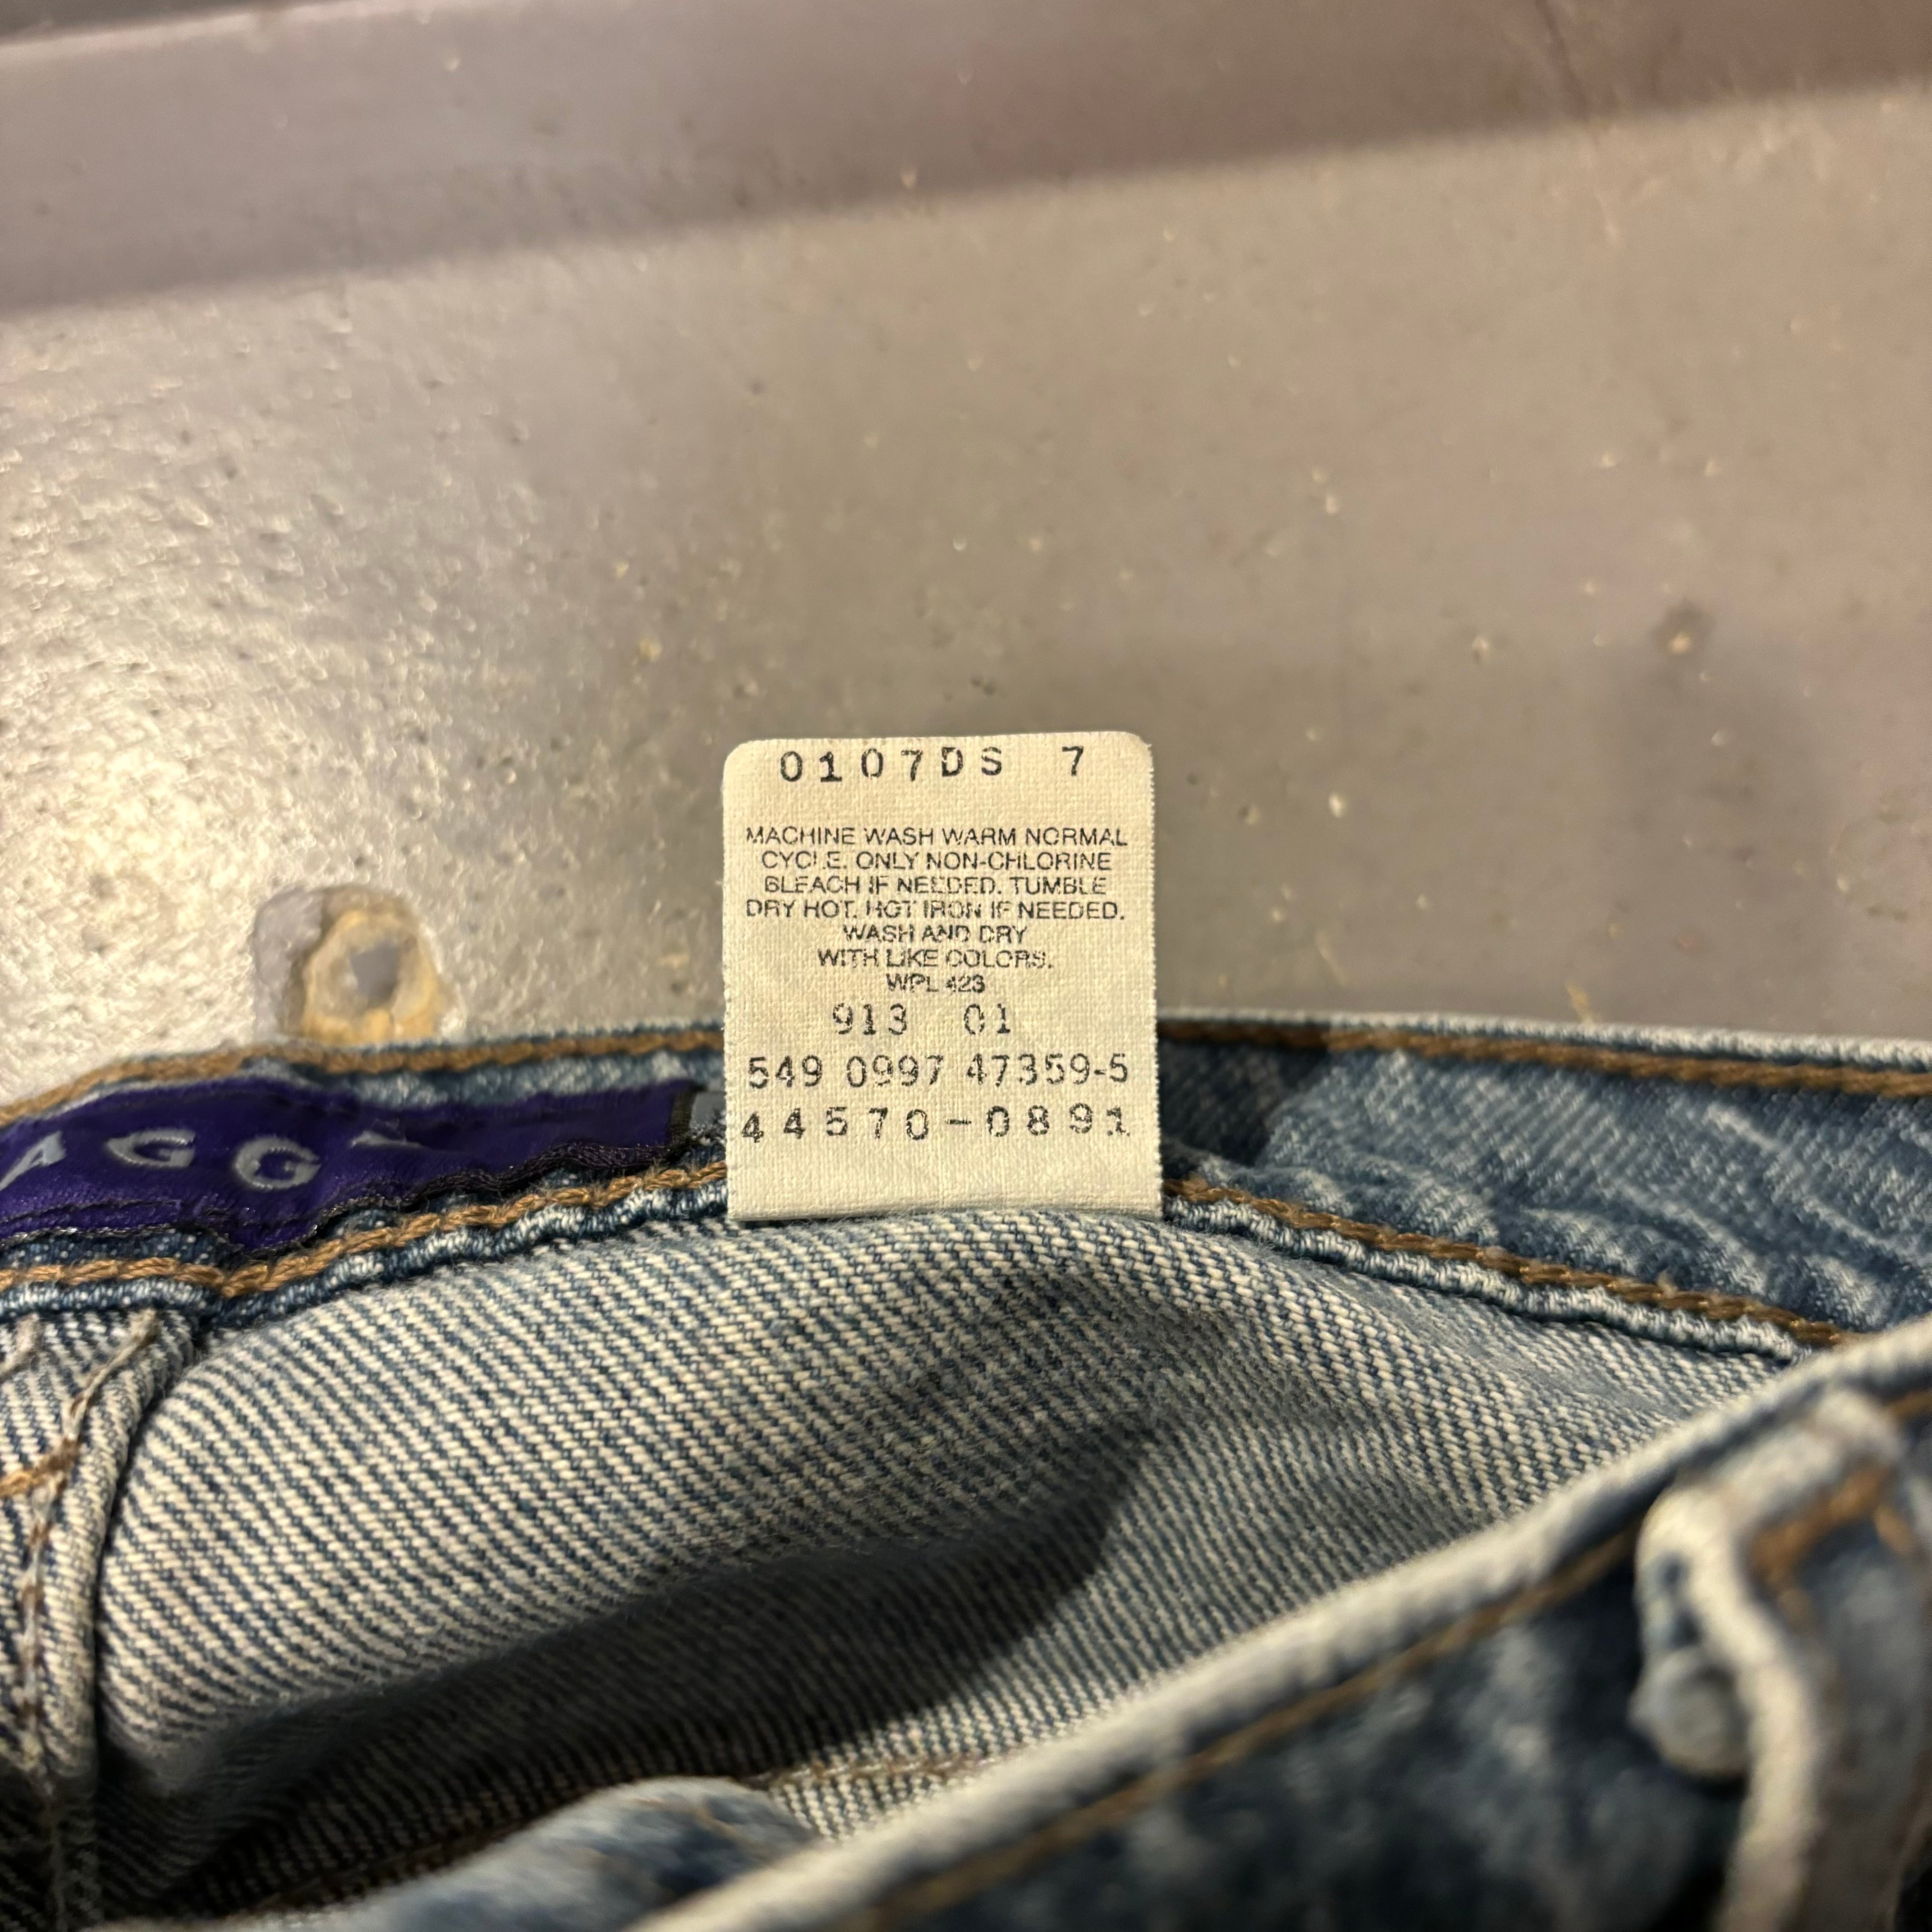 0107DS 7
MACHINE WASH WARM NORMAL
CYCLE. ONLY NON-CHLORINE
BLEACH IF NEEDED. TUMBLE
DRY HOT. HOT IRON IF NEEDED.
WASH AND DRY
WITH LIKE COLORS.
WPL 423
913 01
549 0997 47359-5
44570-0891
AGGY